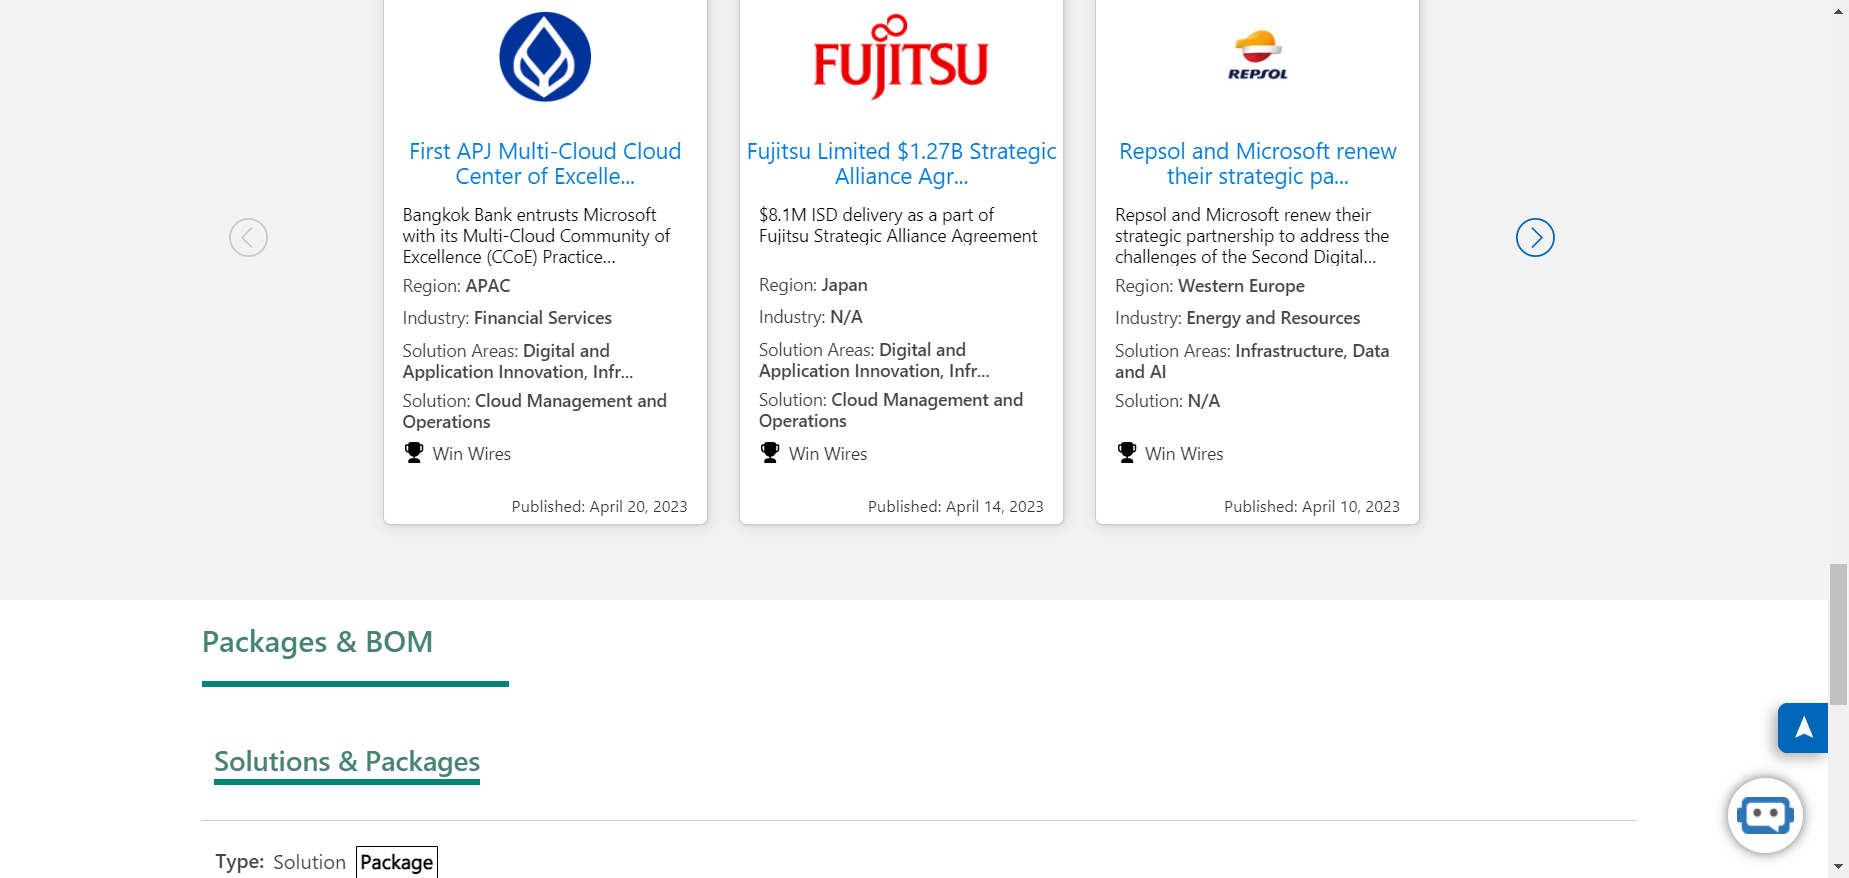 FUJITSU
REPSOL
First APJ Multi-Cloud Cloud
Center of Excelle...
Bangkok Bank entrusts Microsoft
with its Multi-Cloud Community of
Excellence (CCoE) Practice...
Region: APAC
Industry: Financial Services
Solution Areas: Digital and
Application Innovation, Infr...
Solution: Cloud Management and
Operations
Win Wires
Published: April 20, 2023
Fujitsu Limited $1.27B Strategic
Alliance Agr...
$8.1M ISD delivery as a part of
Fujitsu Strategic Alliance Agreement
Region: Japan
Industry: N/A
Solution Areas: Digital and
Application Innovation, Infr...
Solution: Cloud Management and
Operations
Win Wires
Published: April 14, 2023
Repsol and Microsoft renew
their strategic pa...
Repsol and Microsoft renew their
strategic partnership to address the
challenges of the Second Digital...
Region: Western Europe
Industry: Energy and Resources
Solution Areas: Infrastructure, Data
and AI
Solution: N/A
Win Wires
Published: April 10, 2023
Packages & BOM
Solutions & Packages
Type: Solution Package